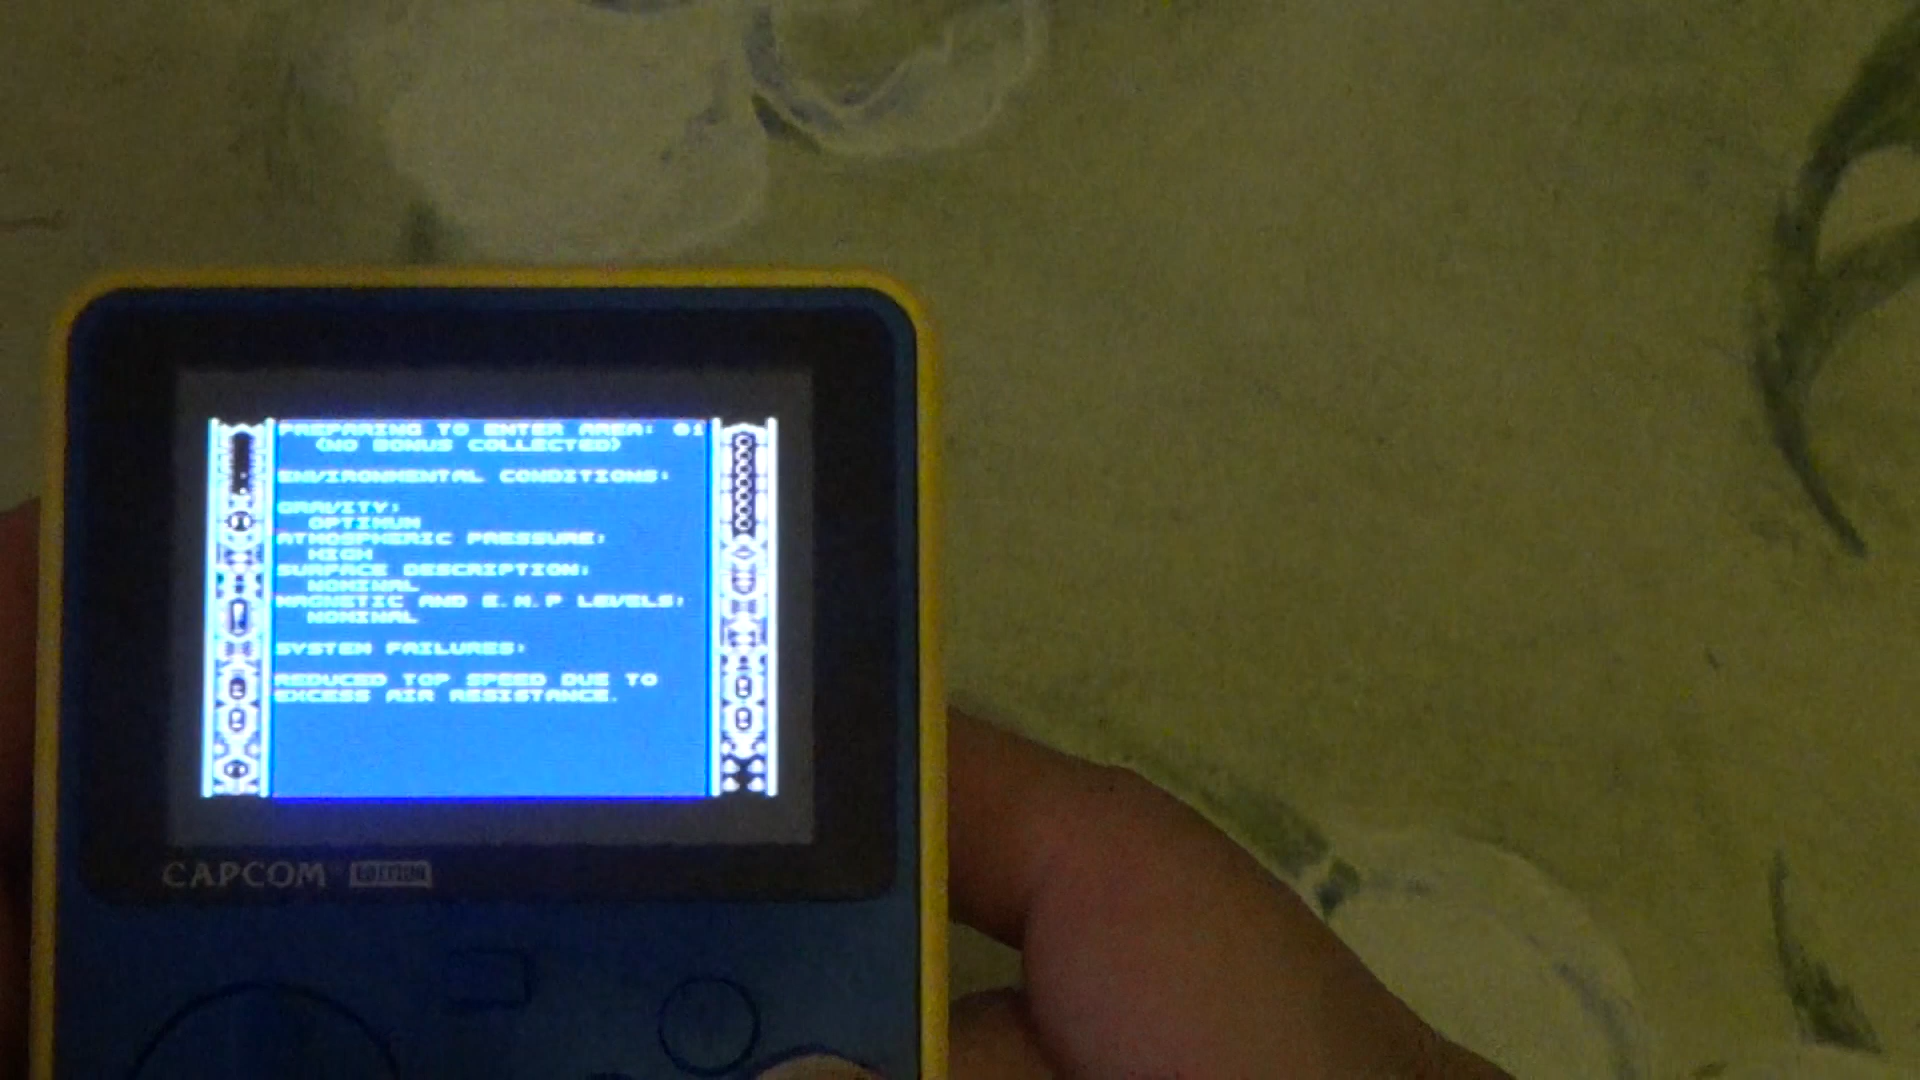 PREPARING TO ENTER AREA: 01
(NO BONUS COLLECTED)
ENVIRONMENTAL CONDITIONS:
GRAVITY:
OPTIMUM
ATMOSPHERIC PRESSURE:
HIGH
SURFACE DESCRIPTION:
NOMINAL
MAGNETIC AND E.M.P LEVELS:
NOMINAL
SYSTEM FAILURES:
REDUCED TOP SPEED DUE TO
EXCESS AIR RESISTANCE.
CAPCOM EDITION